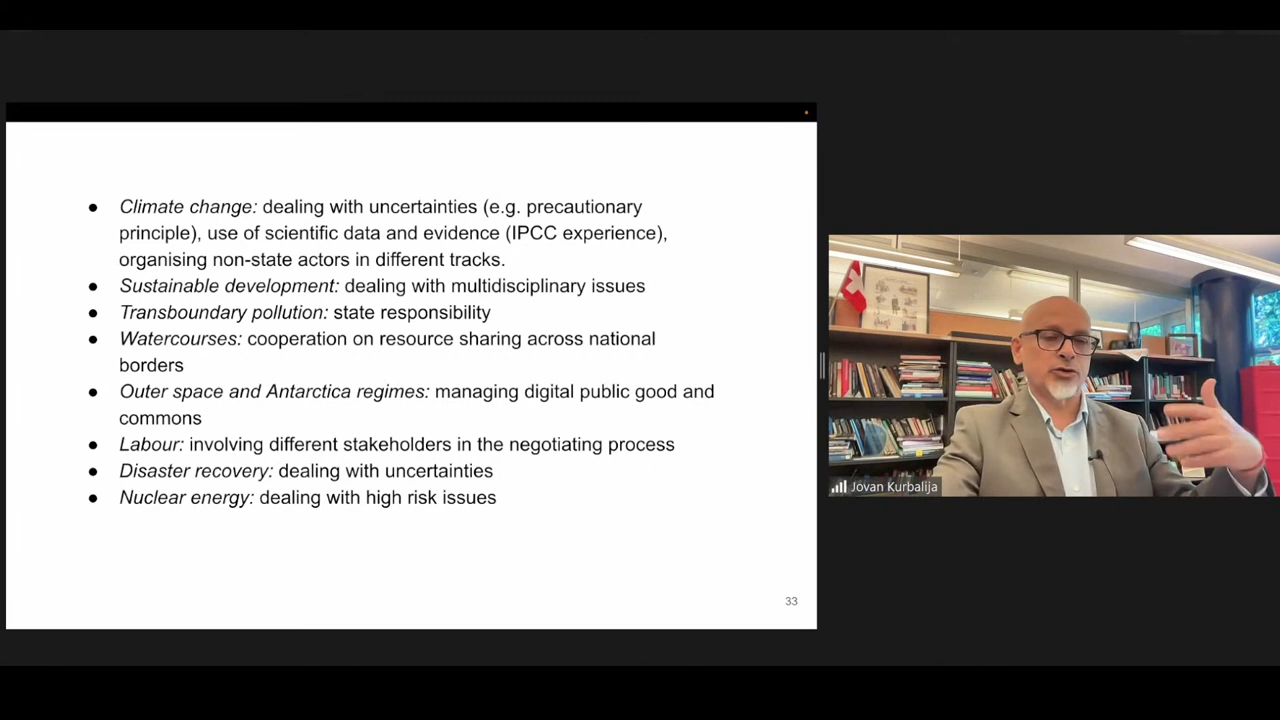 ● Climate change: dealing with uncertainties (e.g. precautionary
principle), use of scientific data and evidence (IPCC experience),
organising non-state actors in different tracks.
● Sustainable development: dealing with multidisciplinary issues
● Transboundary pollution: state responsibility
● Watercourses: cooperation on resource sharing across national
borders
● Outer space and Antarctica regimes: managing digital public good and
commons
● Labour: involving different stakeholders in the negotiating process
● Disaster recovery: dealing with uncertainties
● Nuclear energy: dealing with high risk issues
33
Jovan Kurbalija